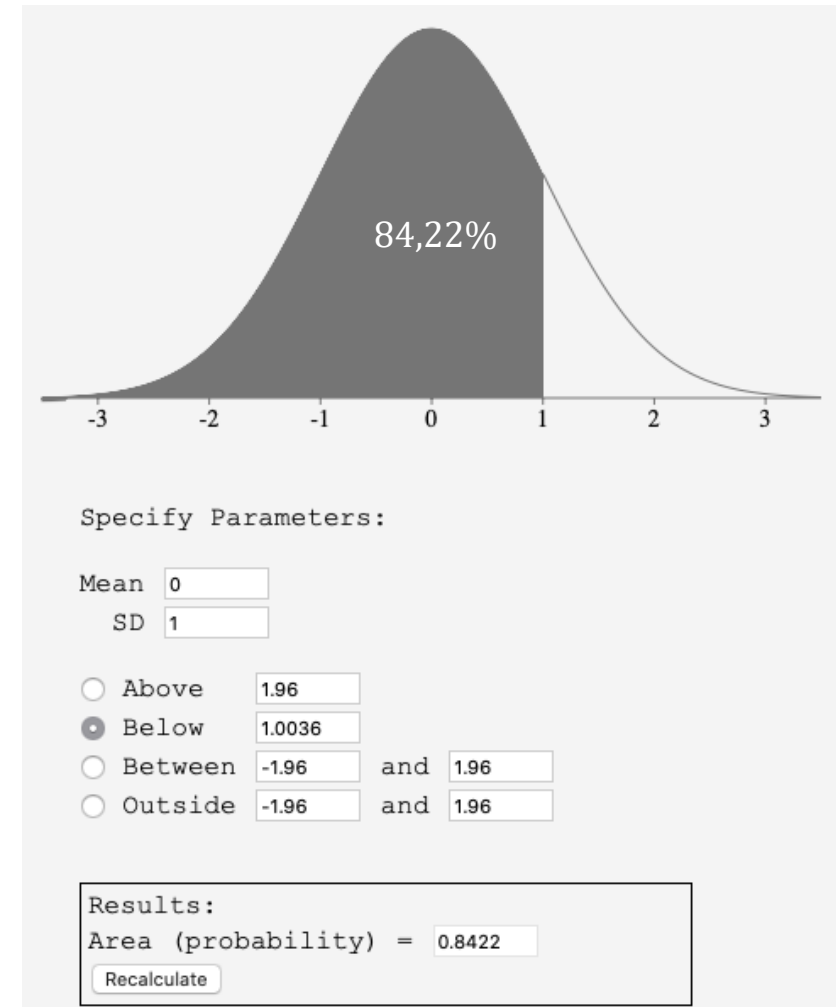 84,22%
-3 -2 -1 0 1 2 3
Specify Parameters:
Mean 0
SD 1
Above 1.96
Below 1.0036
Between -1.96 and 1.96
Outside -1.96 and 1.96
Results:
Area (probability) = 0.8422
Recalculate